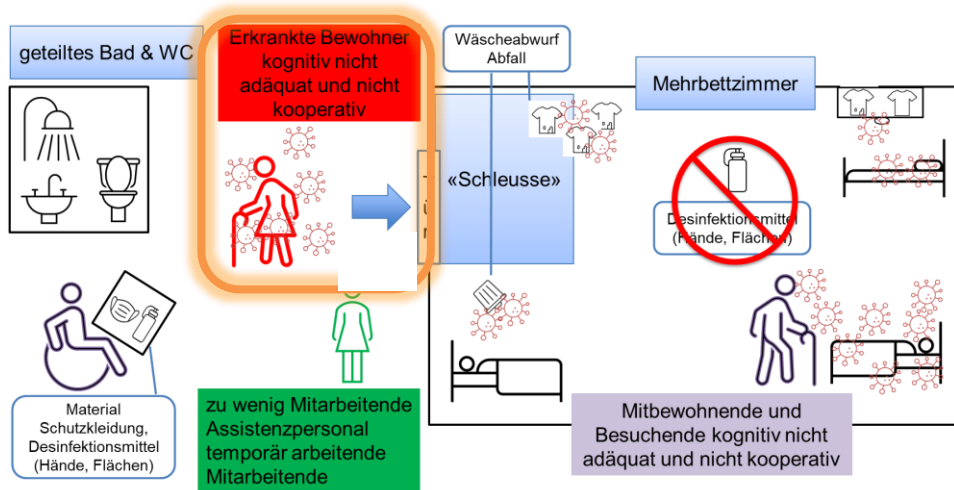 geteiltes Bad & WC
Erkrankte Bewohner
kognitiv nicht
adäquat und nicht
kooperativ
Wäscheabwurf
Abfall
Mehrbettzimmer
«Schleusse»
Desinfektionsmittel
(Hände, Flächen)
Material
Schutzkleidung,
Desinfektionsmittel
(Hände, Flächen)
zu wenig Mitarbeitende
Assistenzpersonal
temporär arbeitende
Mitarbeitende
Mitbewohnende und
Besuchende kognitiv nicht
adäquat und nicht kooperativ